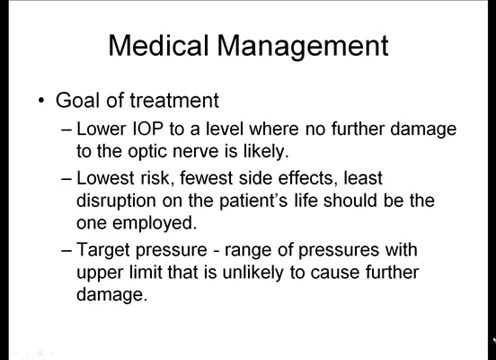 Medical Management
• Goal of treatment
– Lower IOP to a level where no further damage
to the optic nerve is likely.
– Lowest risk, fewest side effects, least
disruption on the patient's life should be the
one employed.
– Target pressure - range of pressures with
upper limit that is unlikely to cause further
damage.